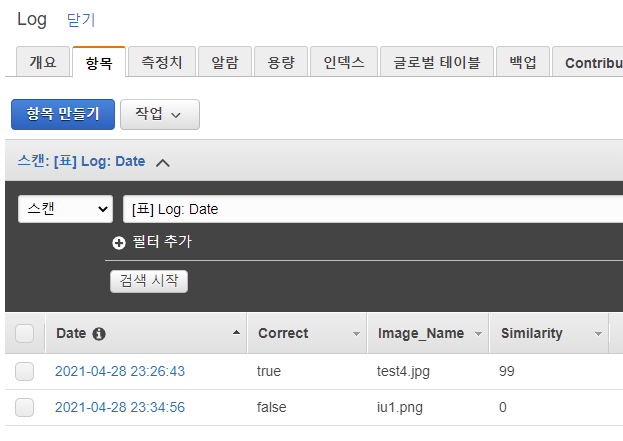 Log 닫기
개요 항목 측정치 알람 용량 인덱스 글로벌 테이블 백업 Contribu
항목 만들기 작업
스캔: [표] Log: Date
스캔 [표] Log: Date
필터 추가
검색 시작
Date Correct Image_Name Similarity
2021-04-28 23:26:43 true test4.jpg 99
2021-04-28 23:34:56 false iu1.png 0